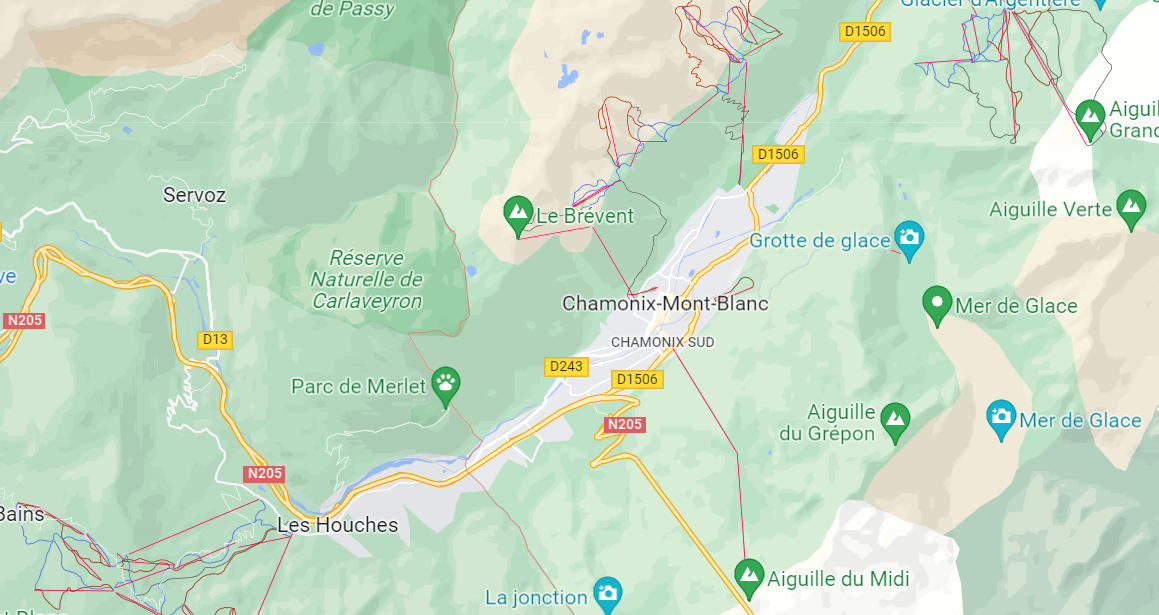 de Passy
Glacier d'Argentière
D1506
Aiguil
Grand
D1506
Servoz
Le Brévent
Aiguille Verte
Grotte de glace
Réserve
Naturelle de
Carlaveyron
ve
Chamonix-Mont-Blanc
Mer de Glace
N205
D13
CHAMONIX SUD
D243
D1506
Parc de Merlet
Aiguille
du Grépon
Mer de Glace
N205
N205
Bains
Les Houches
Aiguille du Midi
La jonction